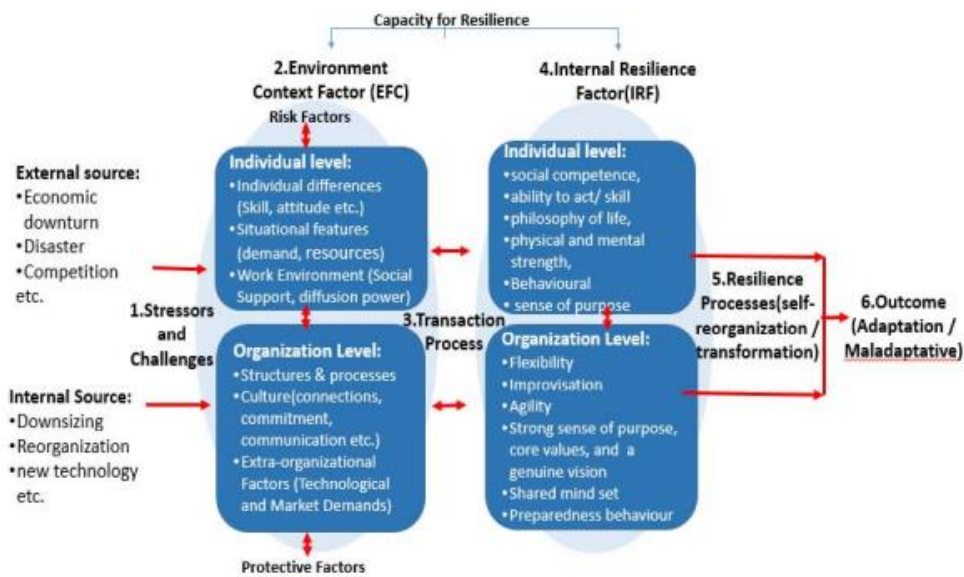 Capacity for Resilience
2.Environment
Context Factor (EFC)
Risk Factors
4.Internal Resilience
Factor(IRF)
External source:
•Economic
downturn
•Disaster
•Competition
etc.
1.Stressors
and
Challenges
Internal Source:
•Downsizing
•Reorganization
•new technology
etc.
Individual level:
•Individual differences
(Skill, attitude etc.)
•Situational features
(demand, resources)
•Work Environment (Social
Support, diffusion power)
Organization Level:
•Structures & processes
•Culture(connections,
commitment,
communication etc.)
•Extra-organizational
Factors (Technological
and Market Demands)
Protective Factors
3.Transaction
Process
Individual level:
•social competence,
•ability to act/ skill
•philosophy of life,
•physical and mental
strength,
•Behavioural
• sense of purpose
Organization Level:
•Flexibility
•Improvisation
•Agility
•Strong sense of purpose,
core values, and a
genuine vision
•Shared mind set
•Preparedness behaviour
5.Resilience
Processes(self-
reorganization /
transformation)
6.Outcome
(Adaptation /
Maladaptative)